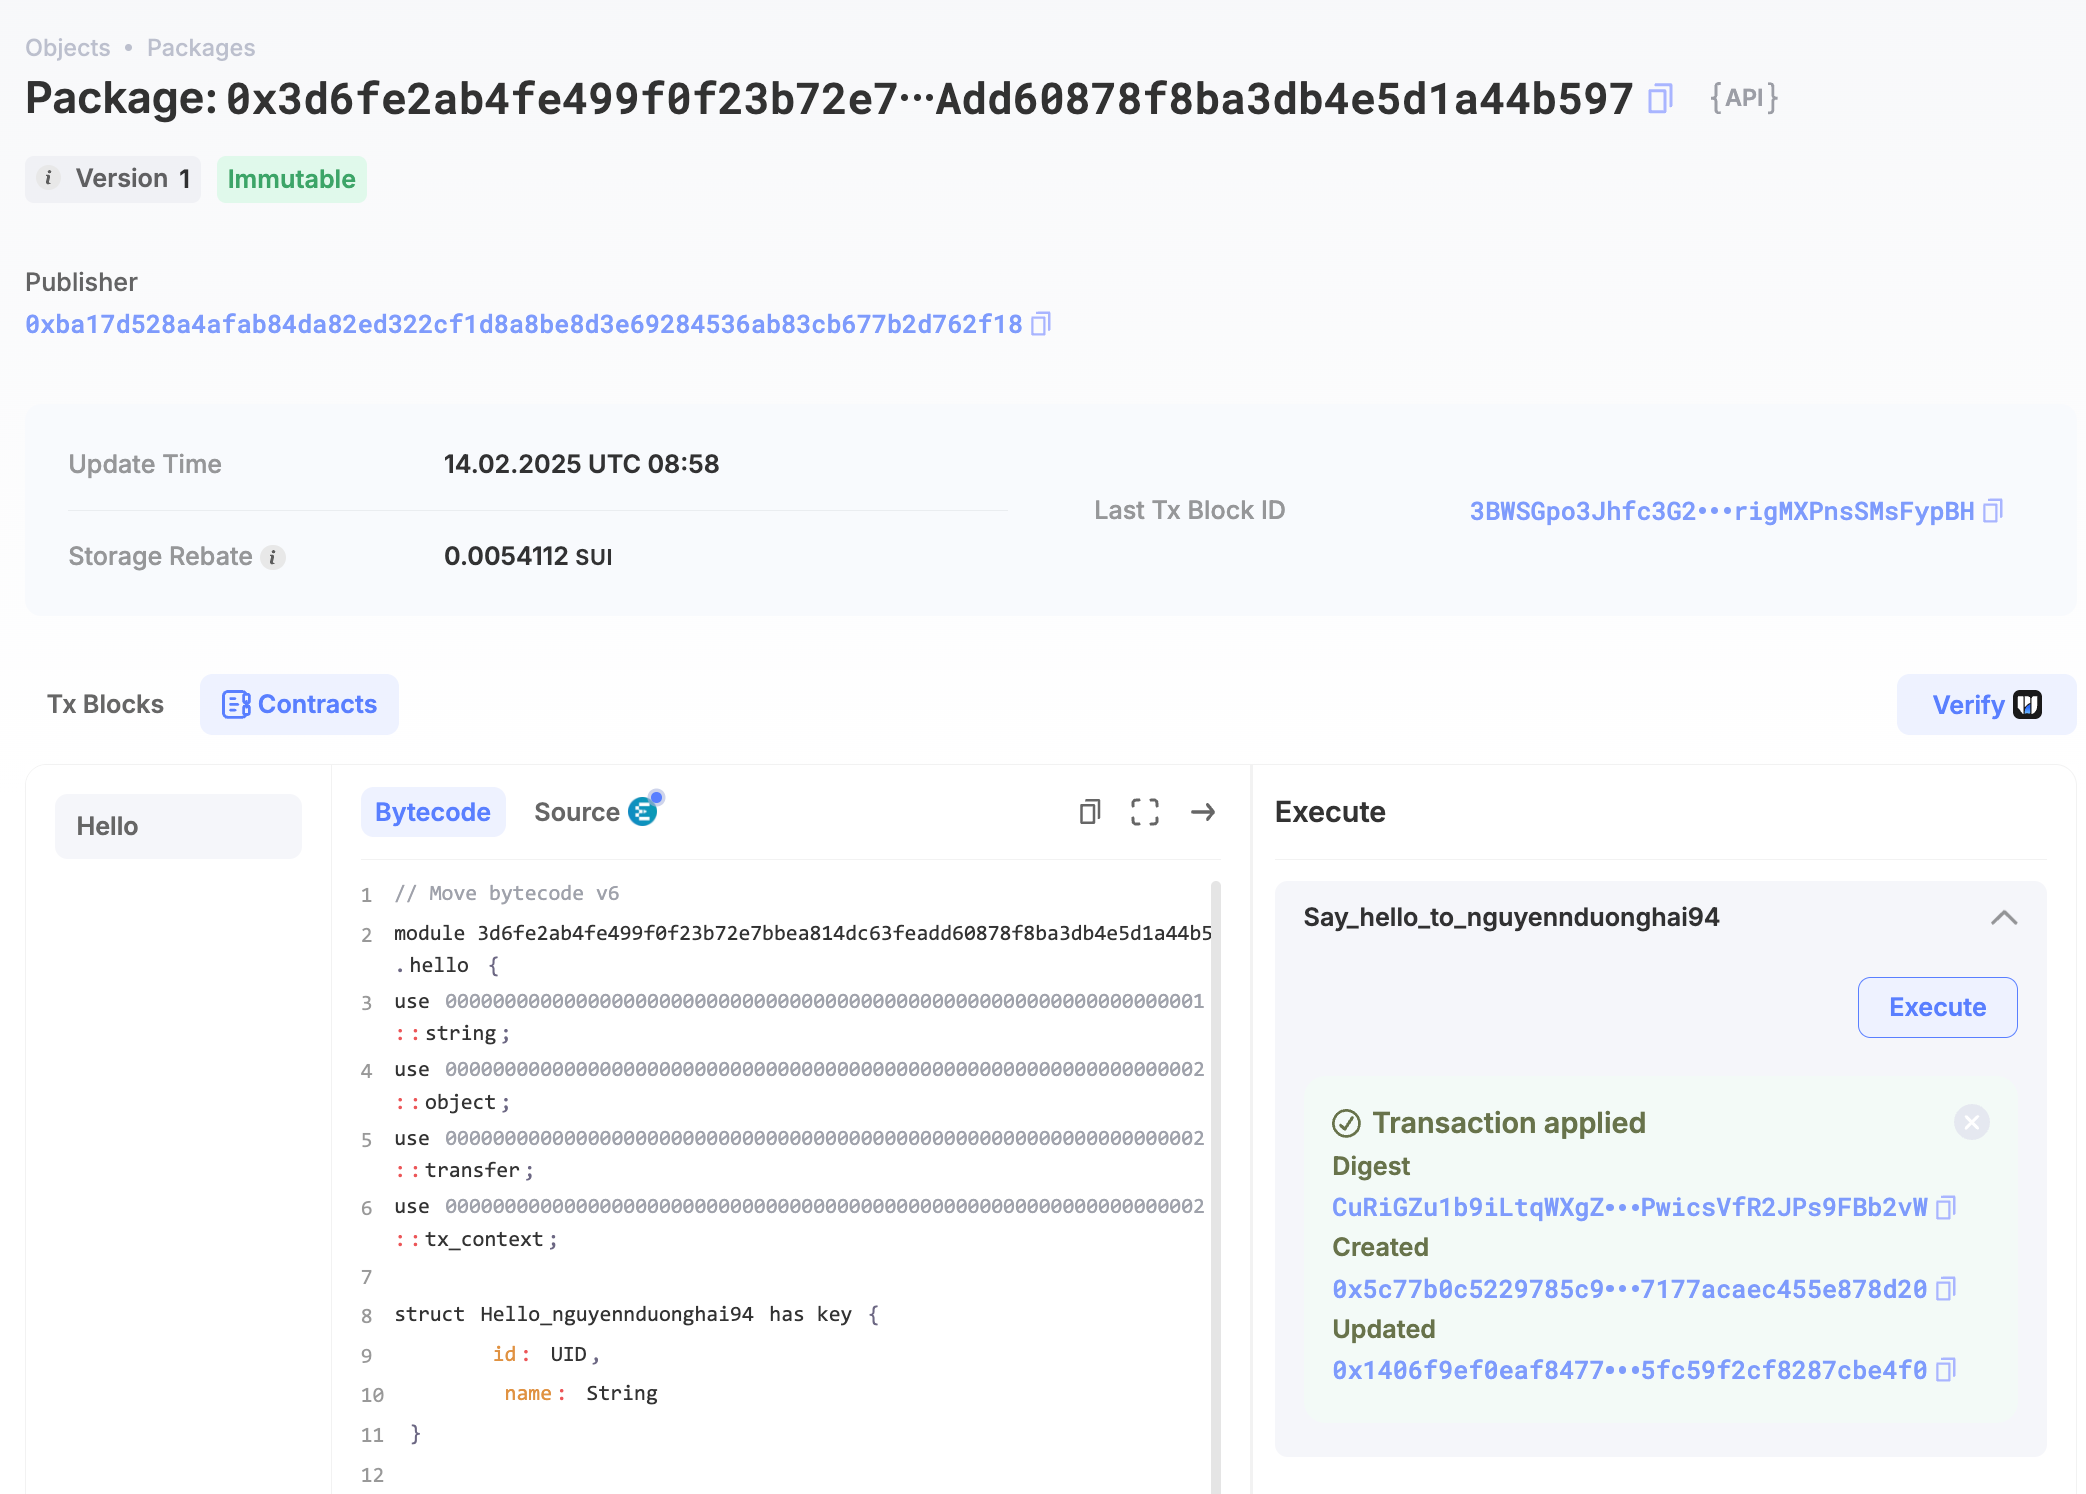 Objects • Packages
Package: 0x3d6fe2ab4fe499f0f23b72e7···Add60878f8ba3db4e5d1a44b597 {API}
i Version 1 Immutable
Publisher
0xba17d528a4afab84da82ed322cf1d8a8be8d3e69284536ab83cb677b2d762f18
Update Time 14.02.2025 UTC 08:58
Storage Rebate i 0.0054112 SUI
Last Tx Block ID 3BWSGpo3Jhfc3G2•••rigMXPnsSMsFypBH
Tx Blocks Contracts Verify
Hello
Bytecode Source
1 // Move bytecode v6
2 module 3d6fe2ab4fe499f0f23b72e7bbea814dc63feadd60878f8ba3db4e5d1a44b5
.hello {
3 use 00000000000000000000000000000000000000000000000000000000000000000001
::string;
4 use 00000000000000000000000000000000000000000000000000000000000000000002
::object;
5 use 00000000000000000000000000000000000000000000000000000000000000000002
::transfer;
6 use 00000000000000000000000000000000000000000000000000000000000000000002
::tx_context;
7
8 struct Hello_nguyennduonghai94 has key {
9 id: UID,
10 name: String
11 }
12
Execute
Say_hello_to_nguyennduonghai94
Execute
Transaction applied
Digest
CuRiGZu1b9iLtqWXgZ•••PwicsVfR2JPs9FBb2vW
Created
0x5c77b0c5229785c9•••7177acaec455e878d20
Updated
0x1406f9ef0eaf8477•••5fc59f2cf8287cbe4f0